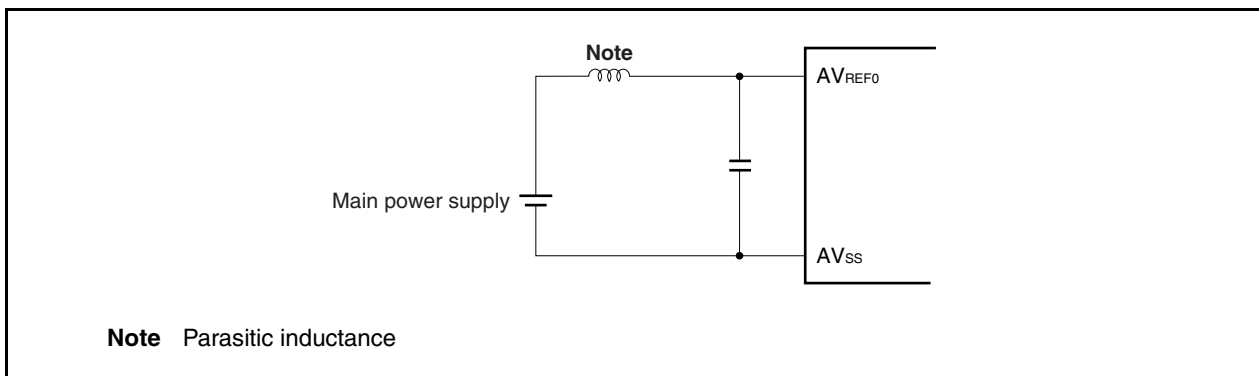 Note
AVREF0
Main power supply
AVSS
Note Parasitic inductance